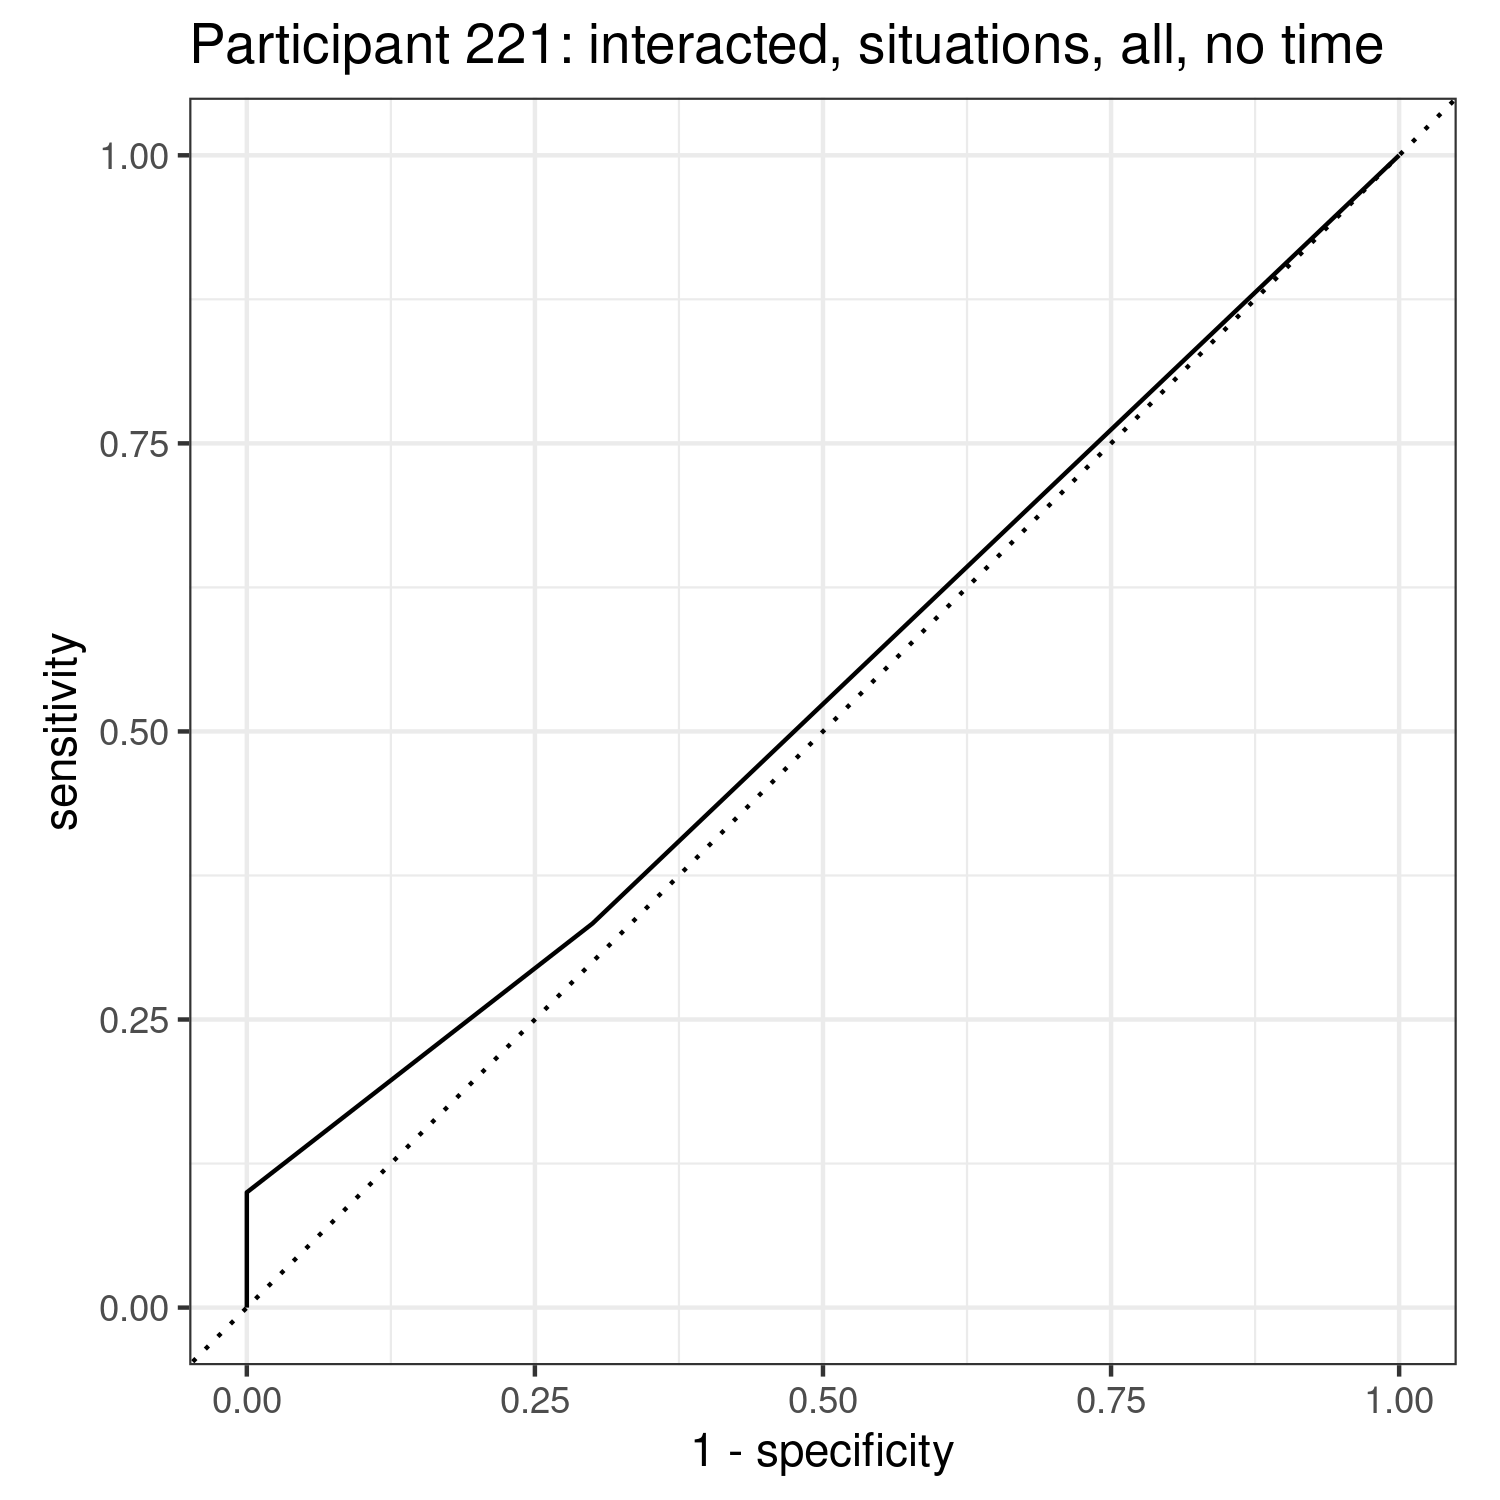 Participant 221: interacted, situations, all, no time
1.00
0.75
0.50
0.25
0.00
sensitivity
0.00 0.25 0.50 0.75 1.00
1 - specificity